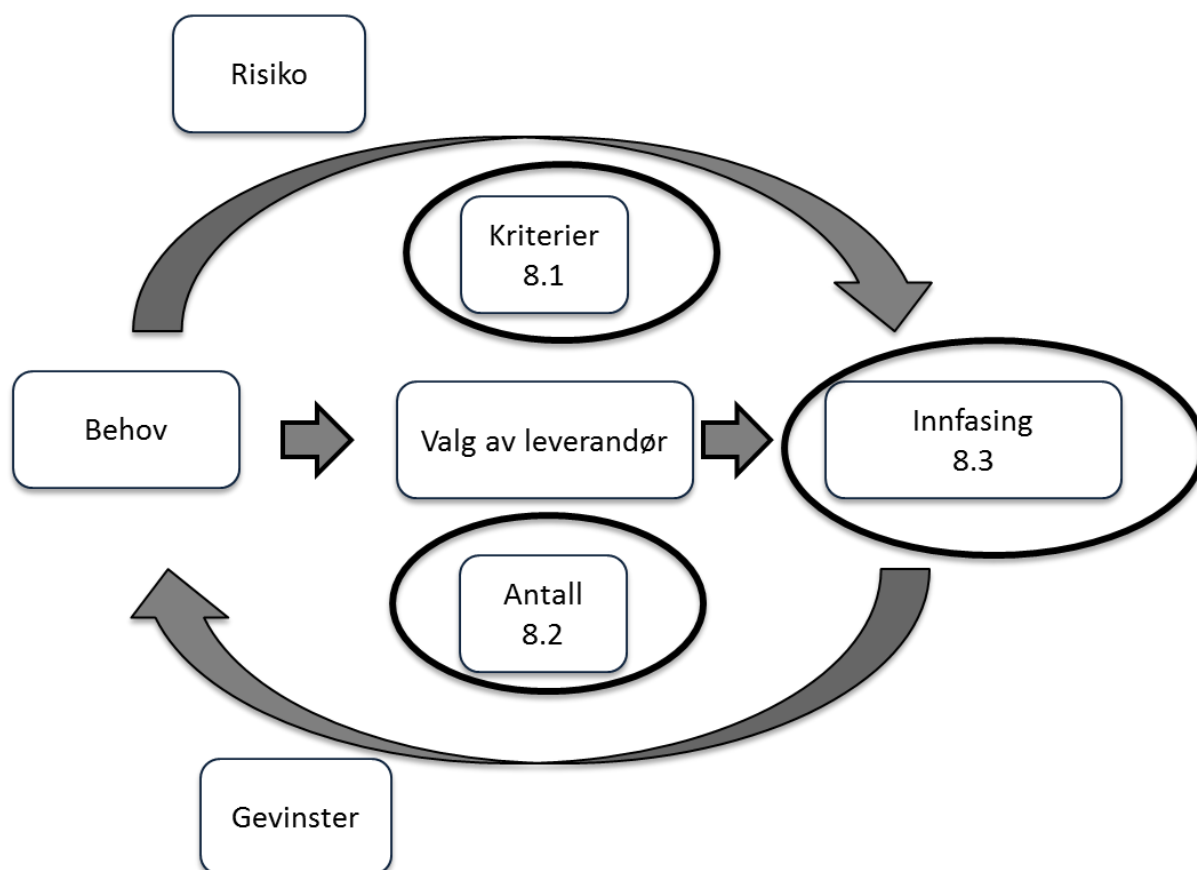 Risiko
Kriterier
8.1
Behov
Valg av leverandør
Innfasing
8.3
Antall
8.2
Gevinster